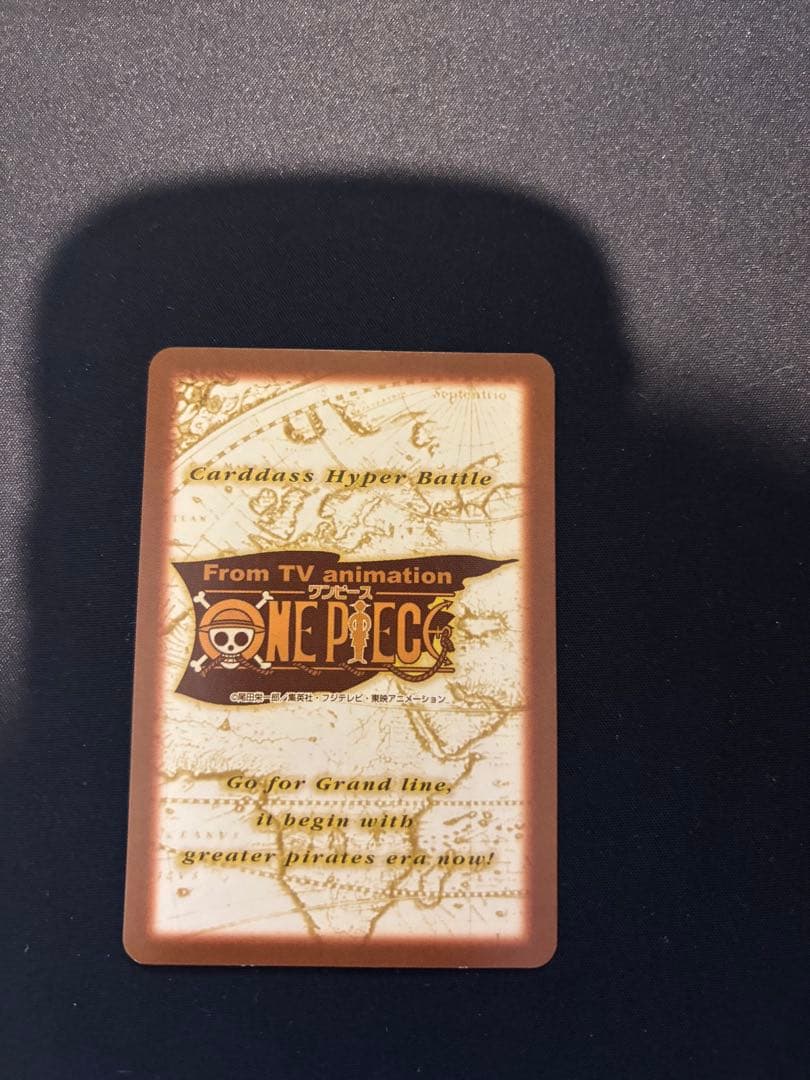 Septentrio
Carddass Hyper Battle
From TV animation
ワンピース
ONE PIECE
©尾田栄一郎/集英社・フジテレビ・東映アニメーション
Go for Grand line,
it begin with
greater pirates era now!